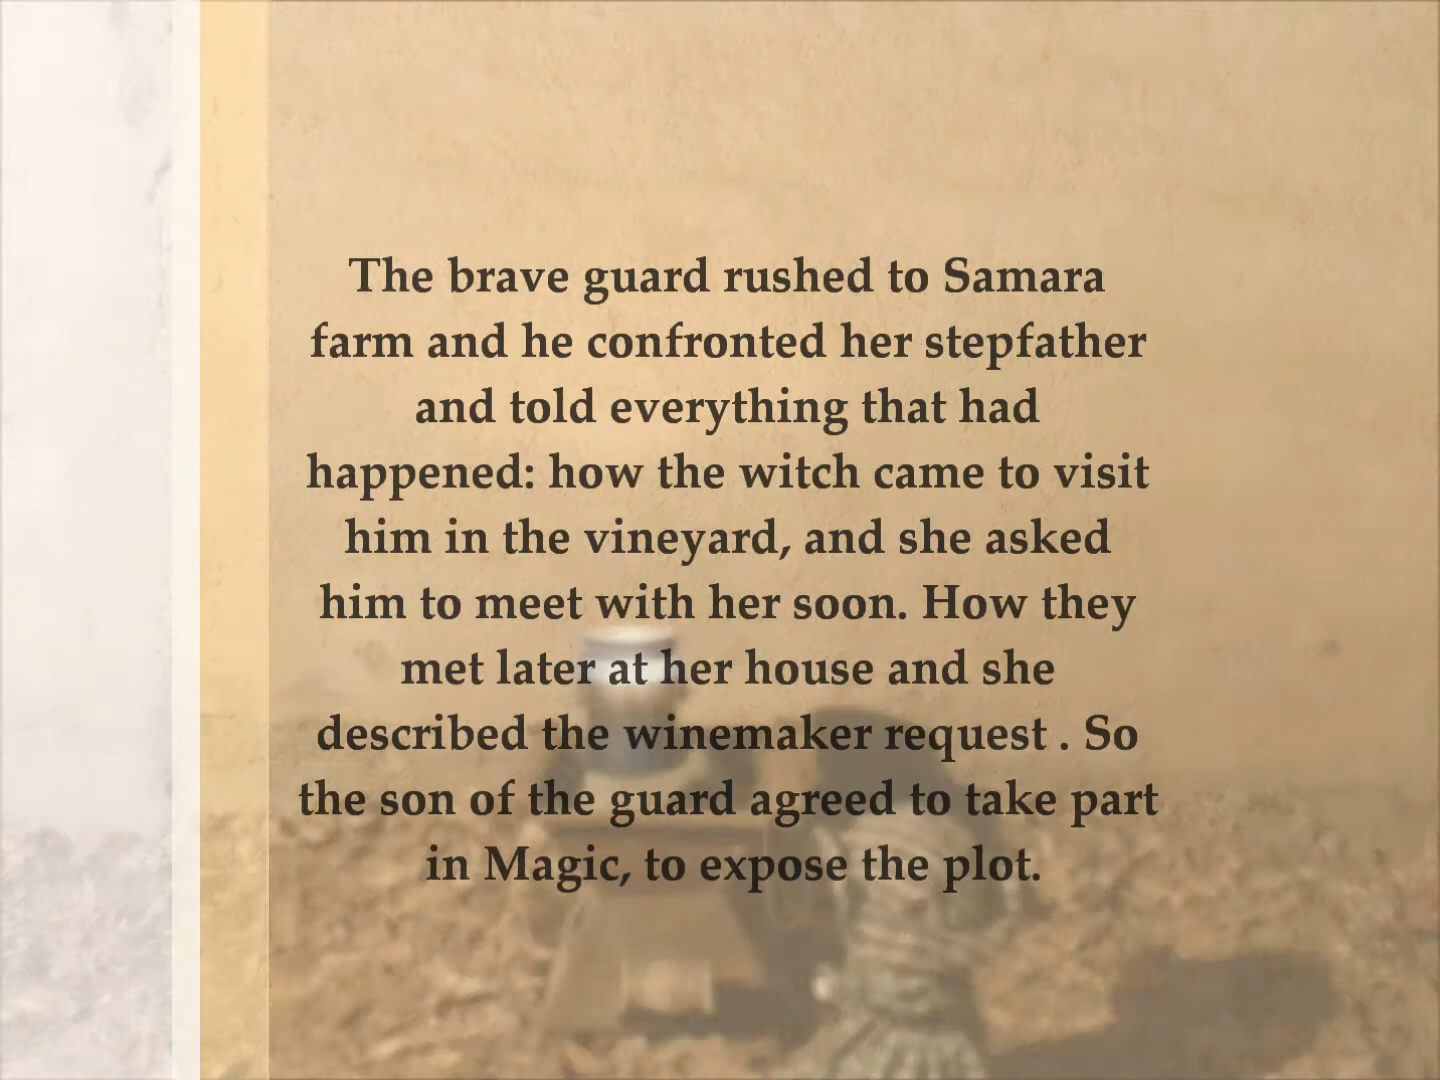 The brave guard rushed to Samara
farm and he confronted her stepfather
and told everything that had
happened: how the witch came to visit
him in the vineyard, and she asked
him to meet with her soon. How they
met later at her house and she
described the winemaker request . So
the son of the guard agreed to take part
in Magic, to expose the plot.